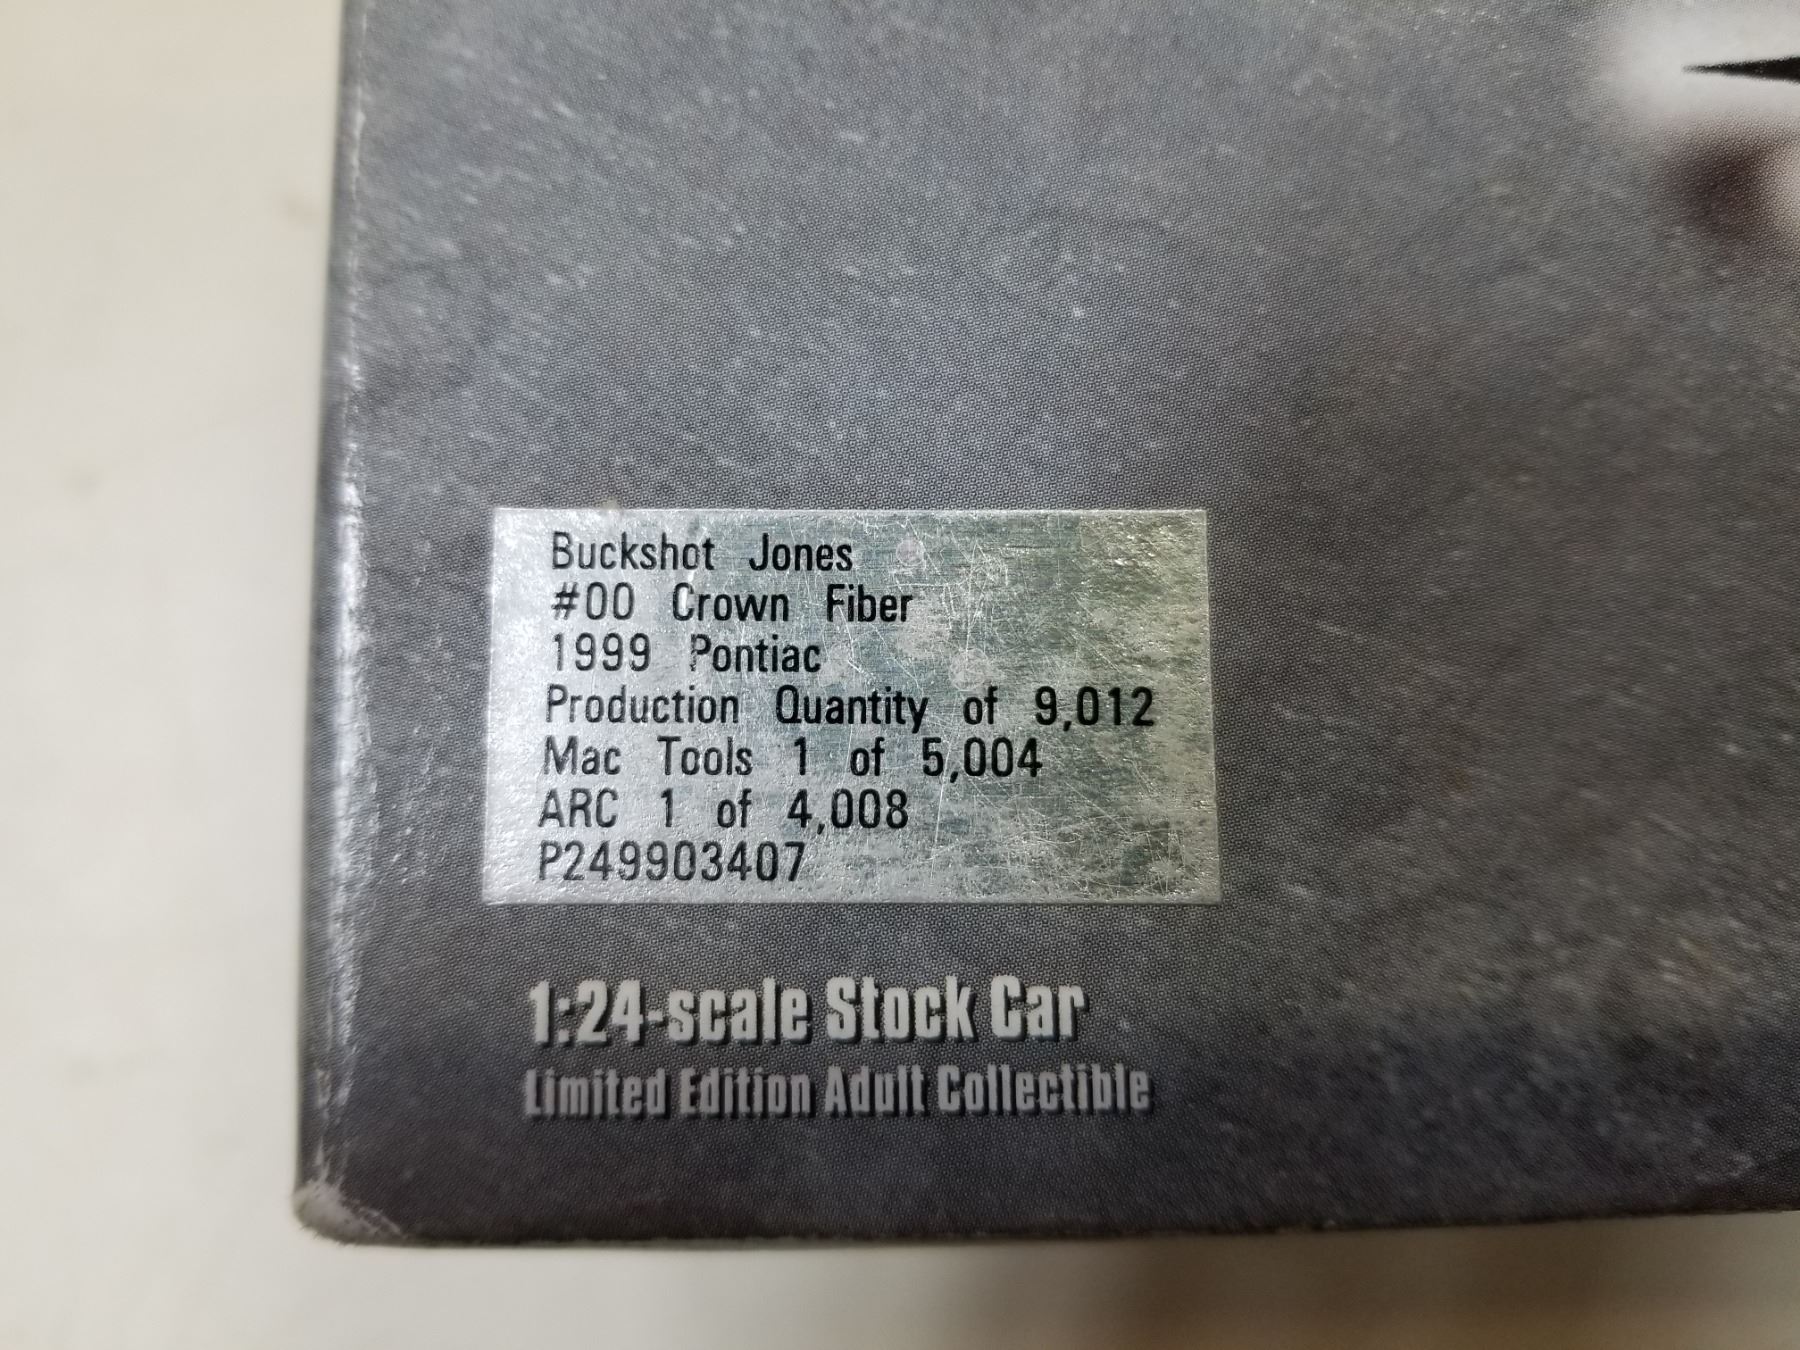 Buckshot Jones
#00 Crown Fiber
1999 Pontiac
Production Quantity of 9,012
Mac Tools 1 of 5,004
ARC 1 of 4,008
P249903407
1:24-scale Stock Car
Limited Edition Adult Collectible